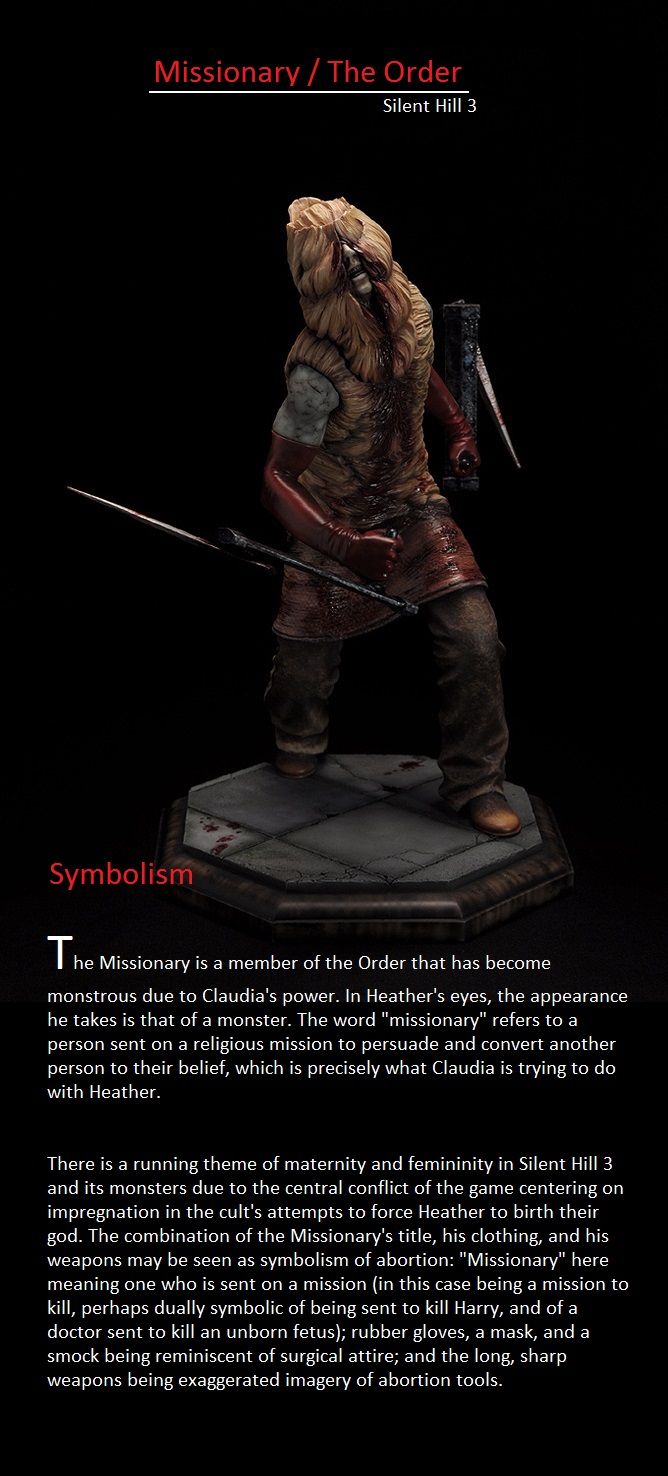 Missionary / The Order
Silent Hill 3
Symbolism
The Missionary is a member of the Order that has become
monstrous due to Claudia's power. In Heather's eyes, the appearance
he takes is that of a monster. The word "missionary" refers to a
person sent on a religious mission to persuade and convert another
person to their belief, which is precisely what Claudia is trying to do
with Heather.
There is a running theme of maternity and femininity in Silent Hill 3
and its monsters due to the central conflict of the game centering on
impregnation in the cult's attempts to force Heather to birth their
god. The combination of the Missionary's title, his clothing, and his
weapons may be seen as symbolism of abortion: "Missionary" here
meaning one who is sent on a mission (in this case being a mission to
kill, perhaps dually symbolic of being sent to kill Harry, and of a
doctor sent to kill an unborn fetus); rubber gloves, a mask, and a
smock being reminiscent of surgical attire; and the long, sharp
weapons being exaggerated imagery of abortion tools.